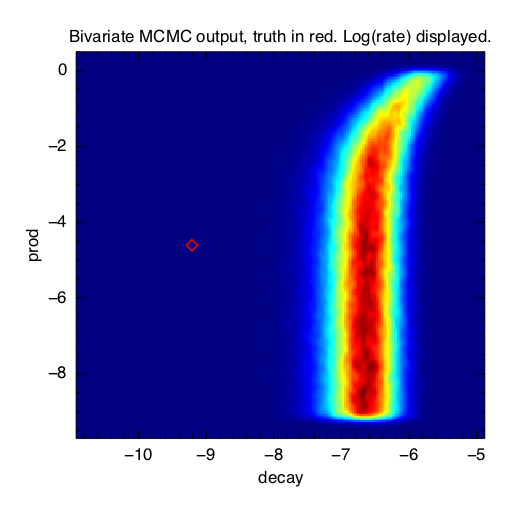 Bivariate MCMC output, truth in red. Log(rate) displayed.
0
−2
−4
−6
−8
prod
−10 −9 −8 −7 −6 −5
decay